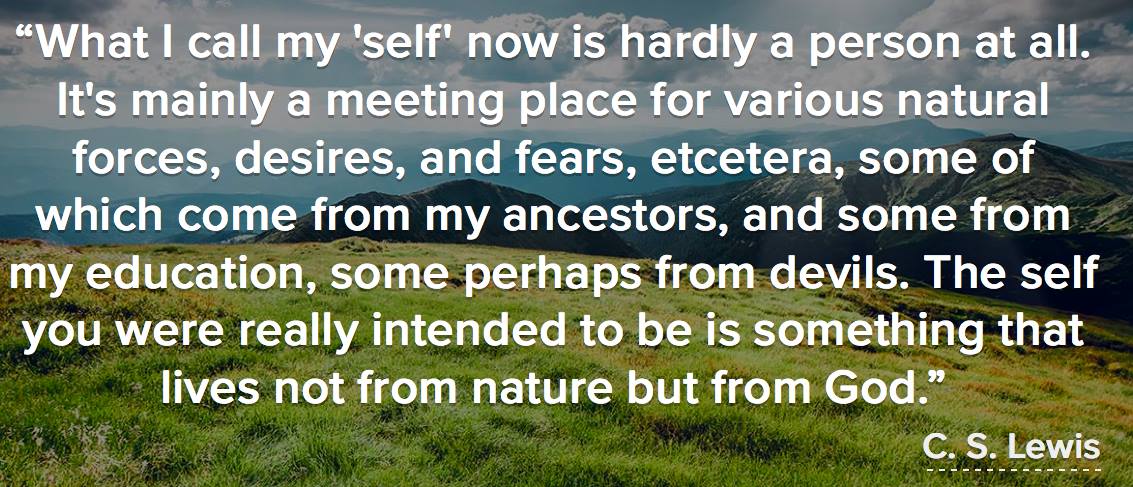 “What I call my 'self' now is hardly a person at all.
It's mainly a meeting place for various natural
forces, desires, and fears, etcetera, some of
which come from my ancestors, and some from
my education, some perhaps from devils. The self
you were really intended to be is something that
lives not from nature but from God.”
C. S. Lewis